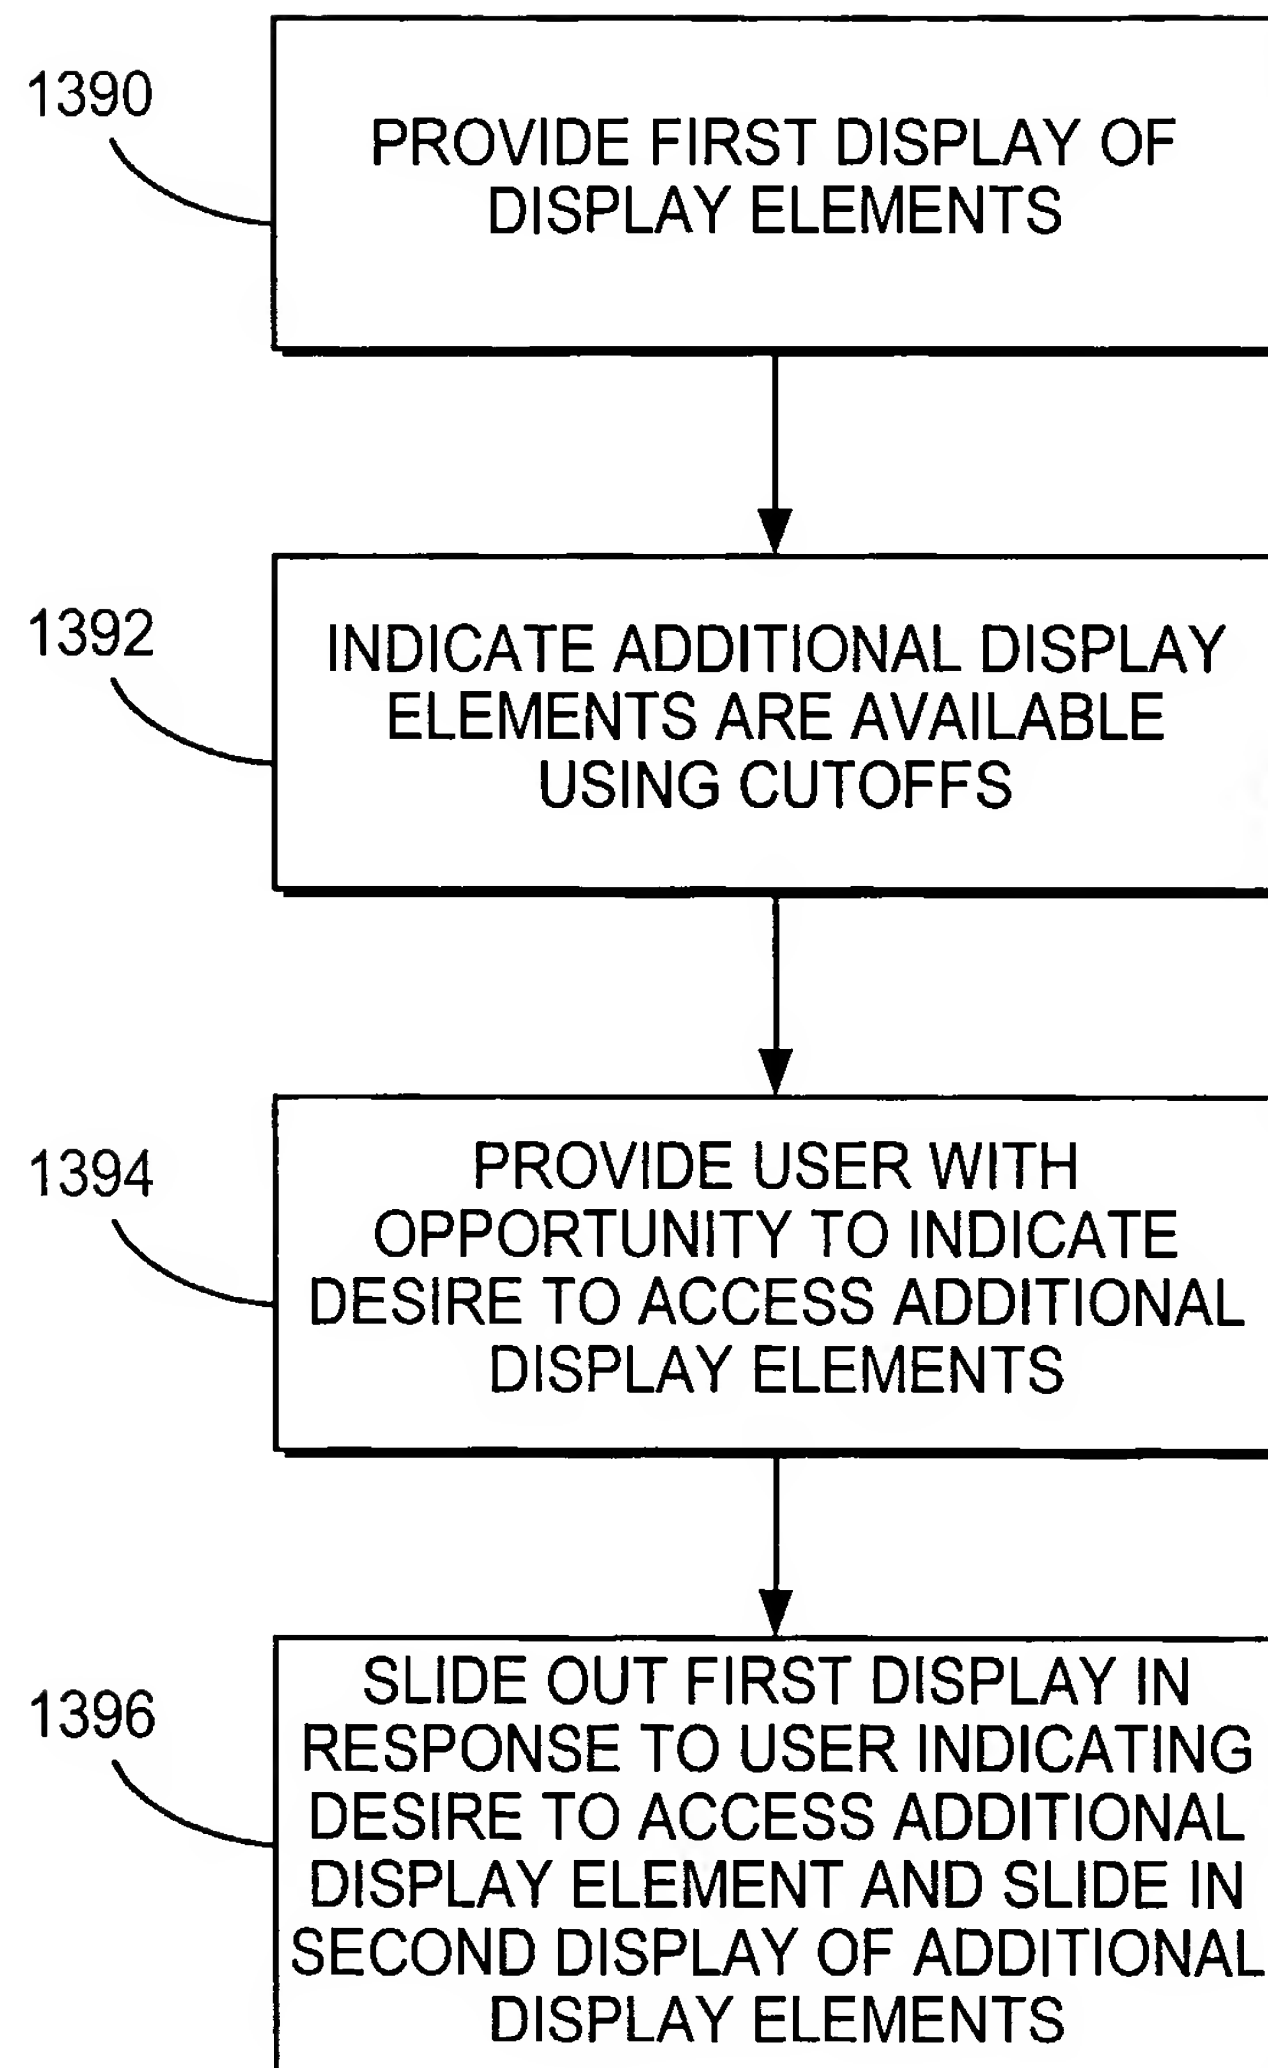 1390
PROVIDE FIRST DISPLAY OF
DISPLAY ELEMENTS
1392
INDICATE ADDITIONAL DISPLAY
ELEMENTS ARE AVAILABLE
USING CUTOFFS
1394
PROVIDE USER WITH
OPPORTUNITY TO INDICATE
DESIRE TO ACCESS ADDITIONAL
DISPLAY ELEMENTS
1396
SLIDE OUT FIRST DISPLAY IN
RESPONSE TO USER INDICATING
DESIRE TO ACCESS ADDITIONAL
DISPLAY ELEMENT AND SLIDE IN
SECOND DISPLAY OF ADDITIONAL
DISPLAY ELEMENTS